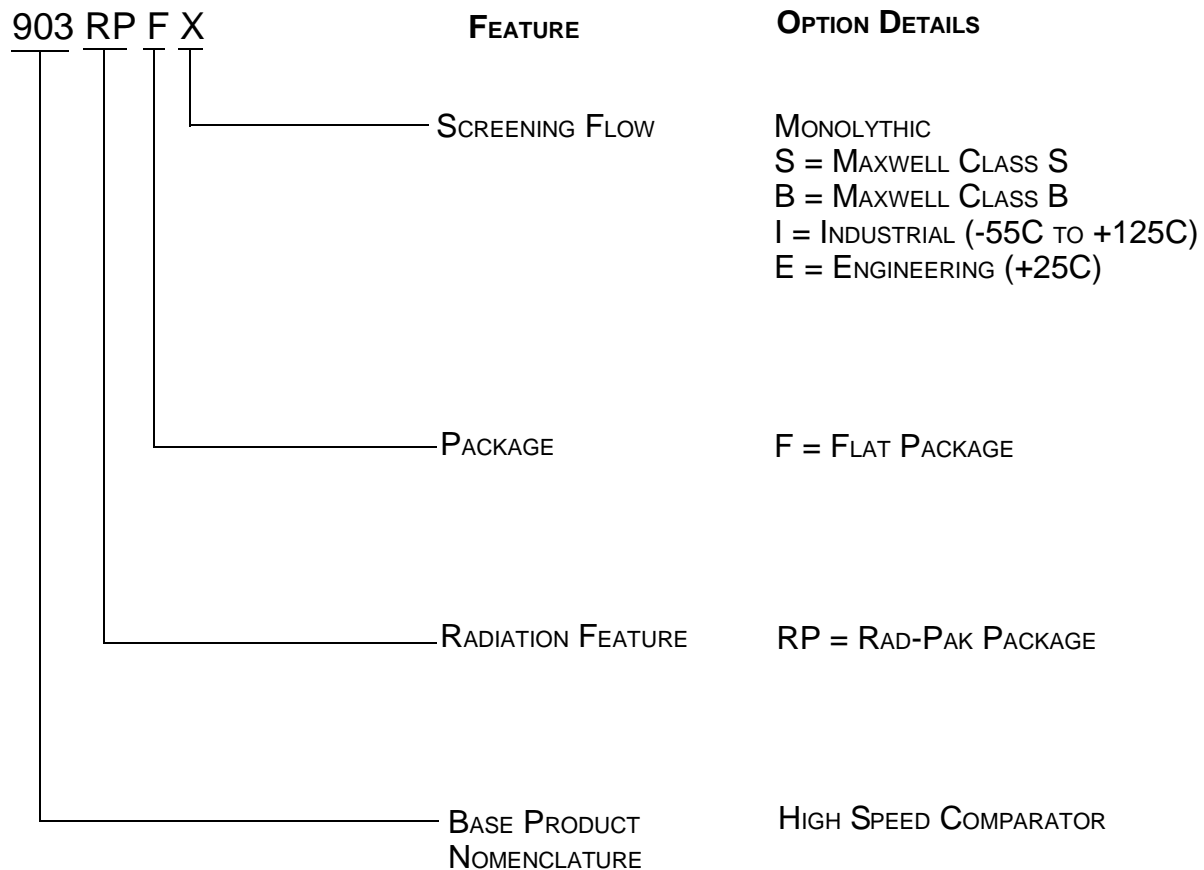 903 RP F X
FEATURE
OPTION DETAILS
SCREENING FLOW
MONOLYTHIC
S = MAXWELL CLASS S
B = MAXWELL CLASS B
I = INDUSTRIAL (-55C TO +125C)
E = ENGINEERING (+25C)
PACKAGE
F = FLAT PACKAGE
RADIATION FEATURE
RP = RAD-PAK PACKAGE
BASE PRODUCT
NOMENCLATURE
HIGH SPEED COMPARATOR